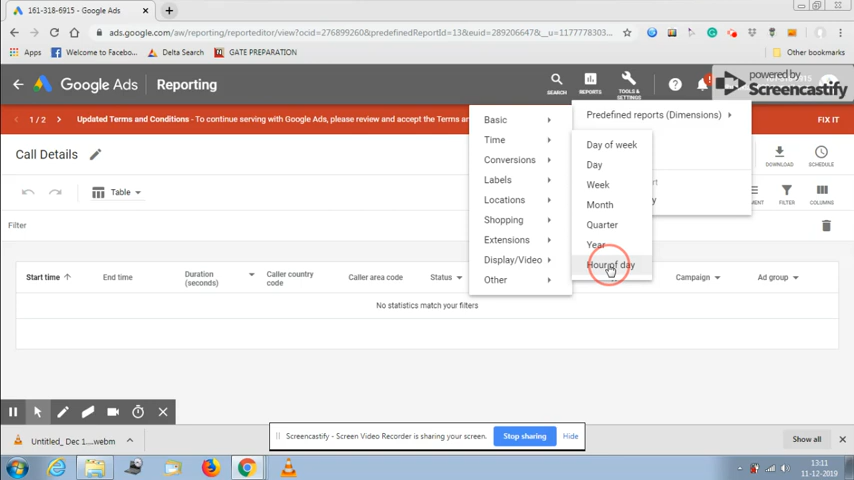 161-318-6915 - Google Ads
ads.google.com/aw/reporting/reporteditor/view?ocid=276899260&predefinedReportId=13&euid=289206647&__u=1177778303...
Apps
Welcome to Facebo...
Delta Search
GATE PREPARATION
Other bookmarks
Google Ads
Reporting
SEARCH
REPORTS
TOOLS &
SETTINGS
powered by
Screencastify
1 / 2
Updated Terms and Conditions - To continue serving with Google Ads, please review and accept the Terms an
FIX IT
Basic
Time
Conversions
Labels
Locations
Shopping
Extensions
Display/Video
Other
Predefined reports (Dimensions)
Day of week
Day
Week
Month
Quarter
Year
Hour of day
Call Details
DOWNLOAD
SCHEDULE
Table
FILTER
COLUMNS
Filter
Start time
End time
Duration
(seconds)
Caller country
code
Caller area code
Status
Campaign
Ad group
No statistics match your filters
Untitled_ Dec 1....webm
Screencastify - Screen Video Recorder is sharing your screen.
Stop sharing
Hide
Show all
13:11
11-12-2019